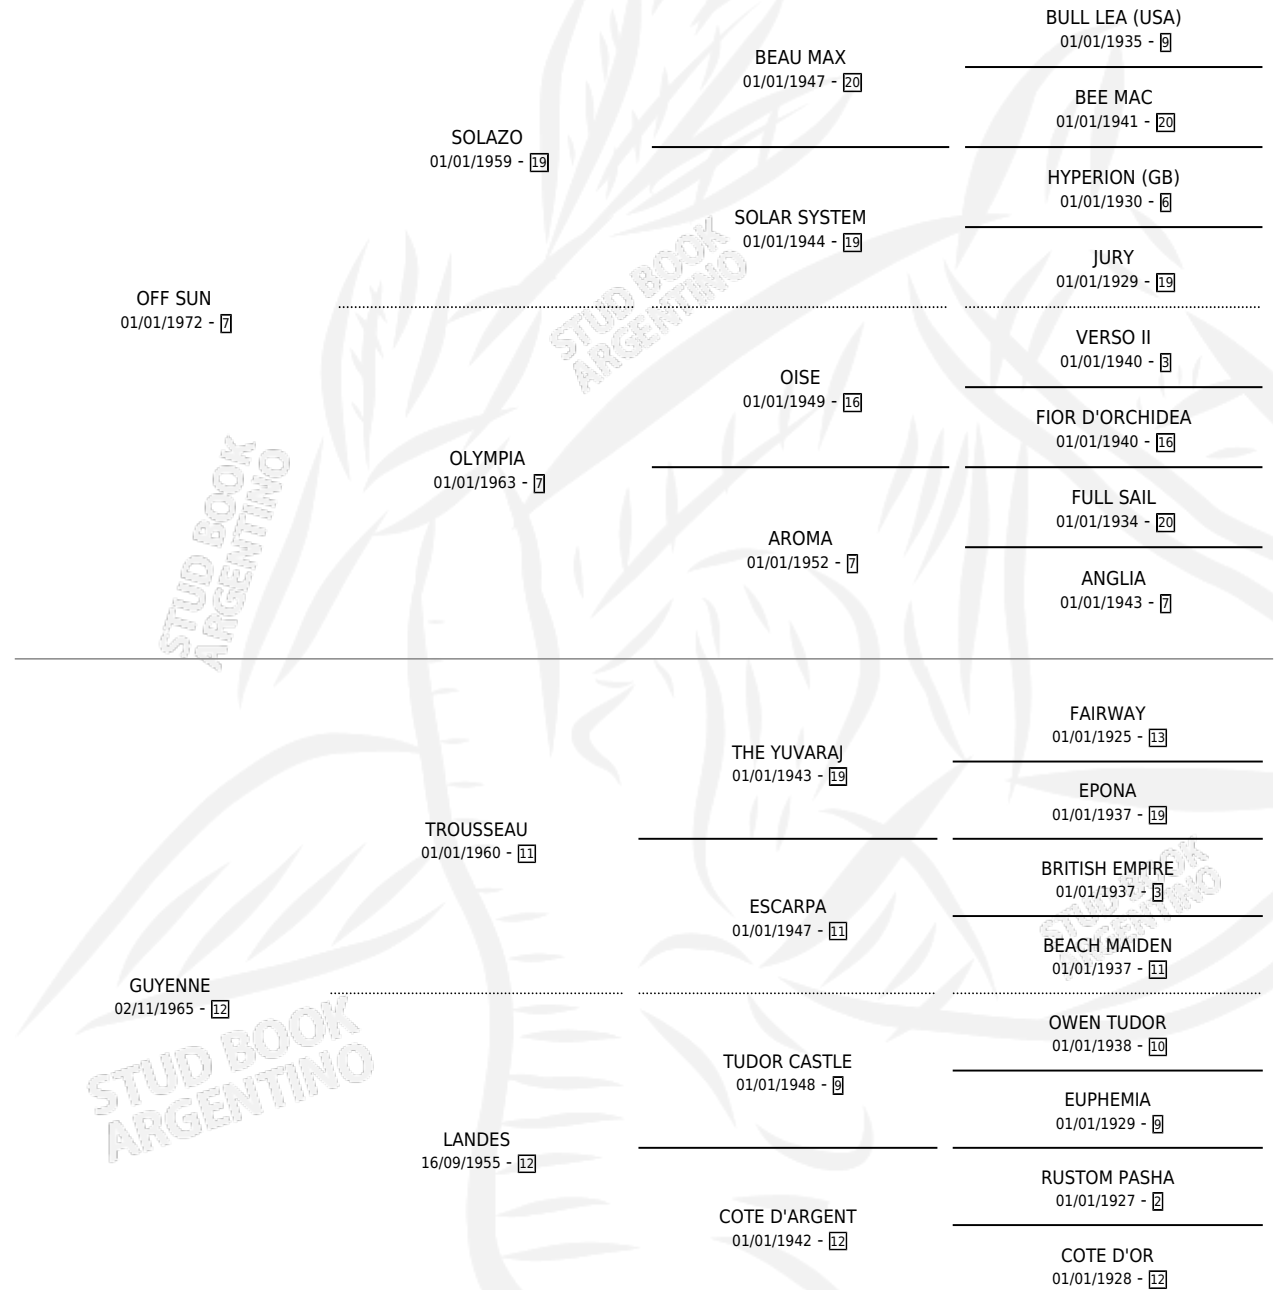 BULL LEA (USA)
01/01/1935 - 9
BEAU MAX
01/01/1947 - 20
BEE MAC
01/01/1941 - 20
SOLAZO
01/01/1959 - 19
HYPERION (GB)
01/01/1930 - 6
SOLAR SYSTEM
01/01/1944 - 19
JURY
01/01/1929 - 19
OFF SUN
01/01/1972 - 7
STUD BOOK
ARGENTINO
VERSO II
01/01/1940 - 3
OISE
01/01/1949 - 16
FIOR D'ORCHIDEA
01/01/1940 - 16
OLYMPIA
01/01/1963 - 7
FULL SAIL
01/01/1934 - 20
AROMA
01/01/1952 - 7
ANGLIA
01/01/1943 - 7
STUD BOOK
ARGENTINO
FAIRWAY
01/01/1925 - 13
THE YUVARAJ
01/01/1943 - 19
EPONA
01/01/1937 - 19
TROUSSEAU
01/01/1960 - 11
BRITISH EMPIRE
01/01/1937 - 3
ESCARPA
01/01/1947 - 11
BEACH MAIDEN
01/01/1937 - 11
STUD BOOK
ARGENTINO
GUYENNE
02/11/1965 - 12
OWEN TUDOR
01/01/1938 - 10
TUDOR CASTLE
01/01/1948 - 9
EUPHEMIA
01/01/1929 - 9
STUD BOOK
ARGENTINO
LANDES
16/09/1955 - 12
RUSTOM PASHA
01/01/1927 - 2
COTE D'ARGENT
01/01/1942 - 12
COTE D'OR
01/01/1928 - 12